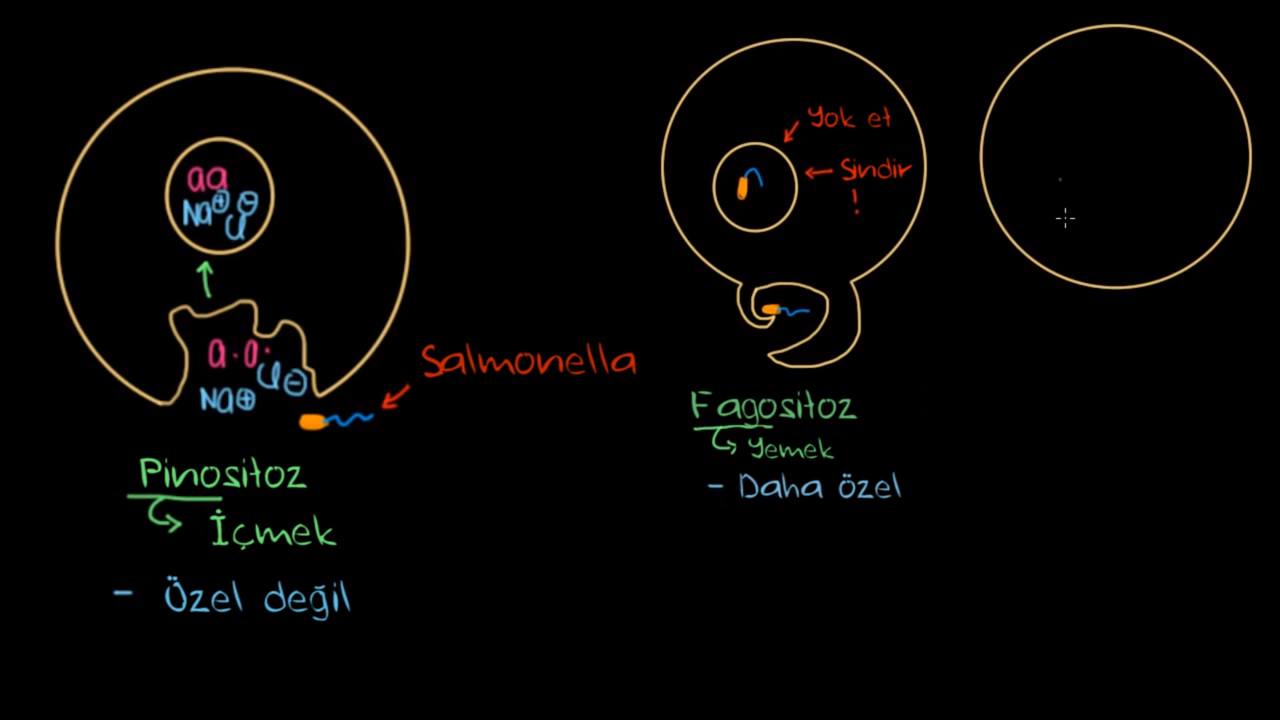 aa
Na⊕ Cl⊖
a.a.
Cl⊖
Na⊕
Salmonella
Pinositoz
İçmek
- Özel değil
Yok et
Sindir
!
Fagositoz
Yemek
- Daha özel